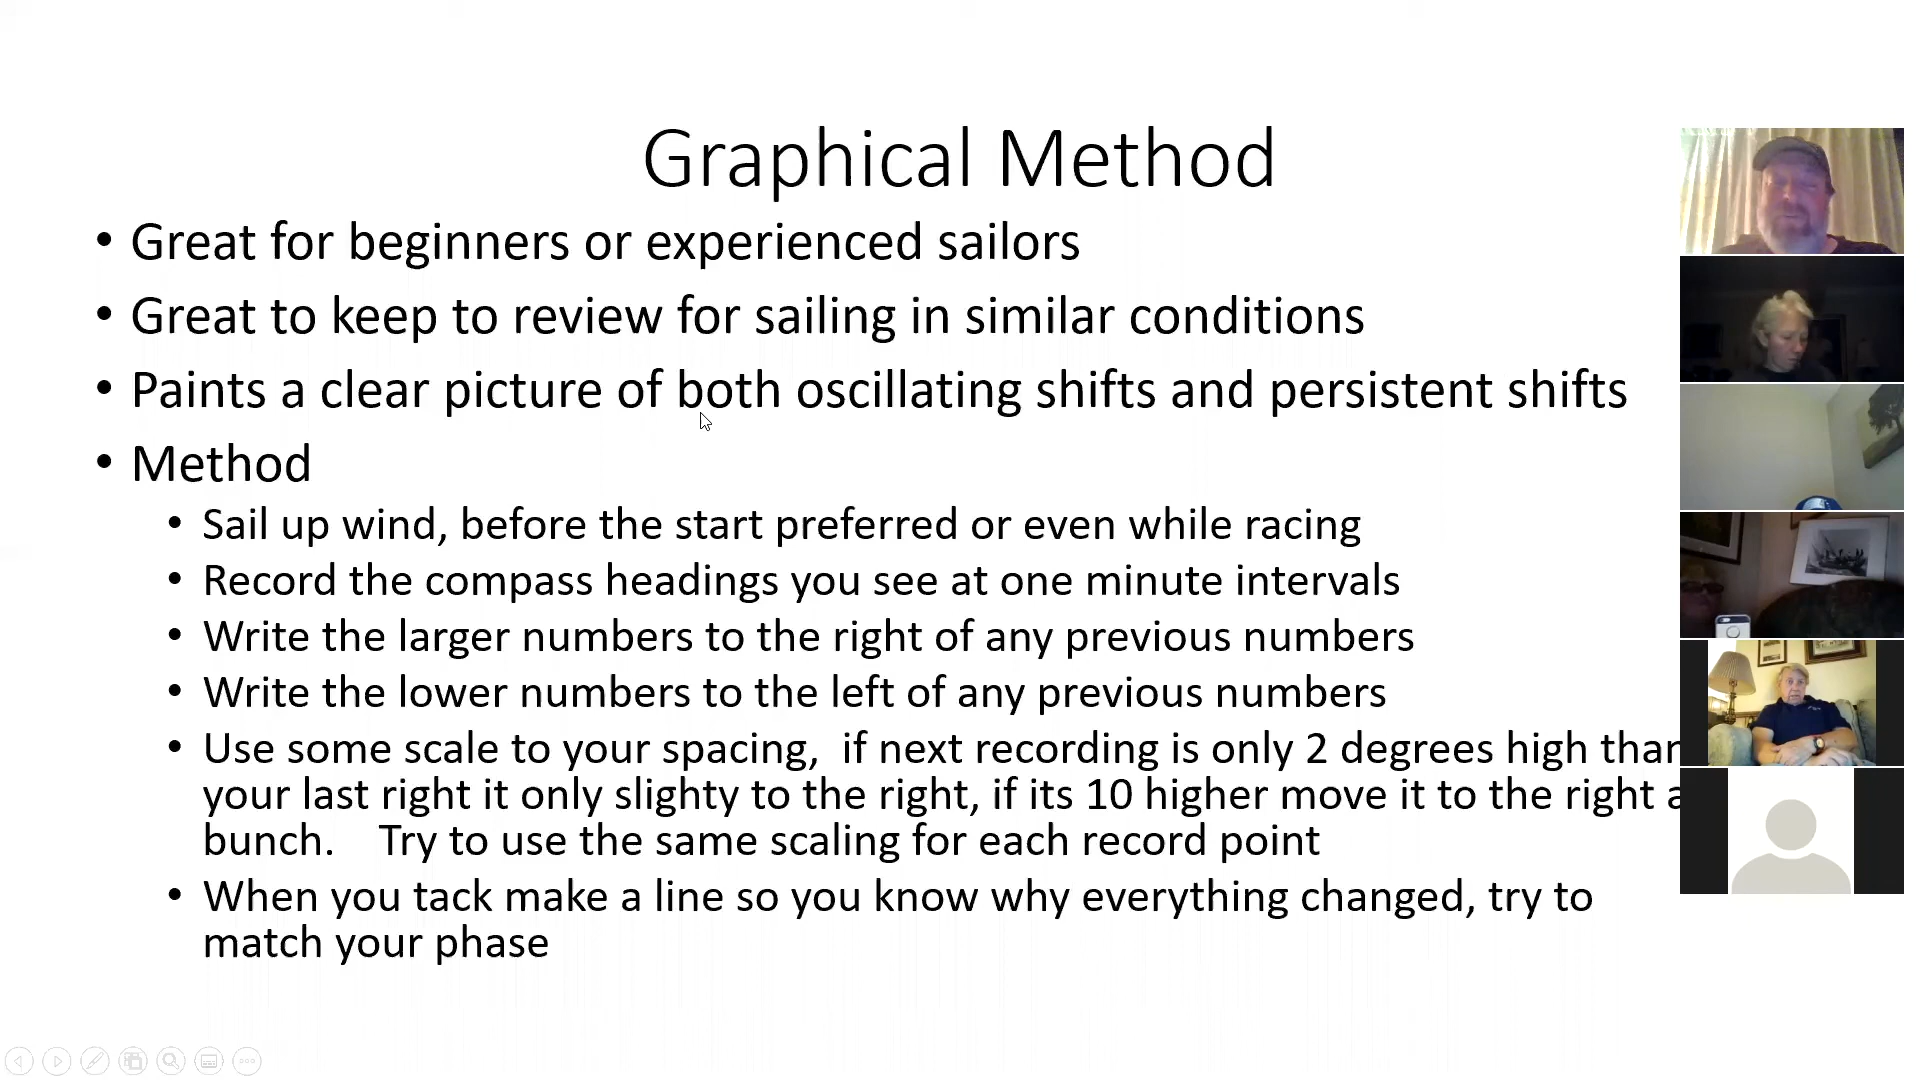 Graphical Method
• Great for beginners or experienced sailors
• Great to keep to review for sailing in similar conditions
• Paints a clear picture of both oscillating shifts and persistent shifts
• Method
• Sail up wind, before the start preferred or even while racing
• Record the compass headings you see at one minute intervals
• Write the larger numbers to the right of any previous numbers
• Write the lower numbers to the left of any previous numbers
• Use some scale to your spacing,  if next recording is only 2 degrees high than
your last right it only slighty to the right, if its 10 higher move it to the right a
bunch.    Try to use the same scaling for each record point
• When you tack make a line so you know why everything changed, try to
match your phase